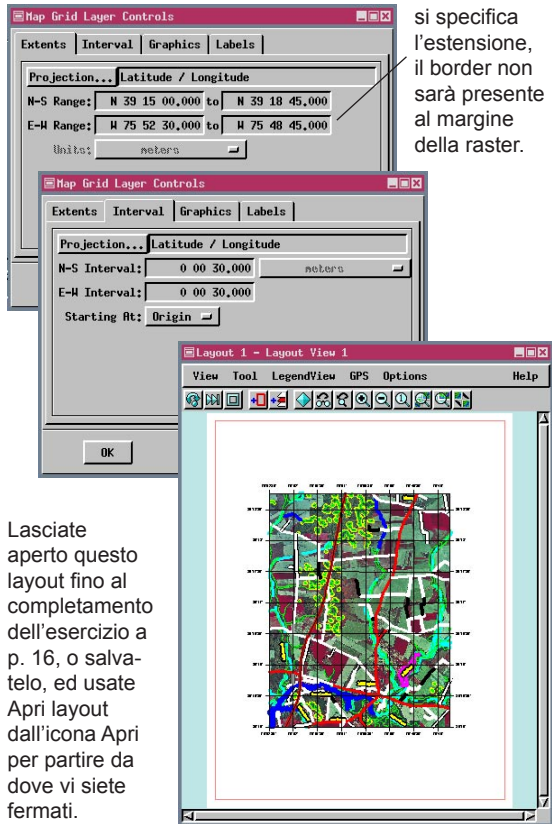 Map Grid Layer Controls
Extents Interval Graphics Labels
Projection... Latitude / Longitude
N-S Range: N 39 15 00.000 to N 39 18 45.000
E-W Range: W 75 52 30.000 to W 75 48 45.000
Units: meters
si specifica
l'estensione,
il border non
sarà presente
al margine
della raster.
Map Grid Layer Controls
Extents Interval Graphics Labels
Projection... Latitude / Longitude
N-S Interval: 0 00 30.000 meters
E-W Interval: 0 00 30.000
Starting At: Origin
OK
Layout 1 - Layout View 1
View Tool LegendView GPS Options Help
Lasciate
aperto questo
layout fino al
completamento
dell'esercizio a
p. 16, o salva-
telo, ed usate
Apri layout
dall'icona Apri
per partire da
dove vi siete
fermati.